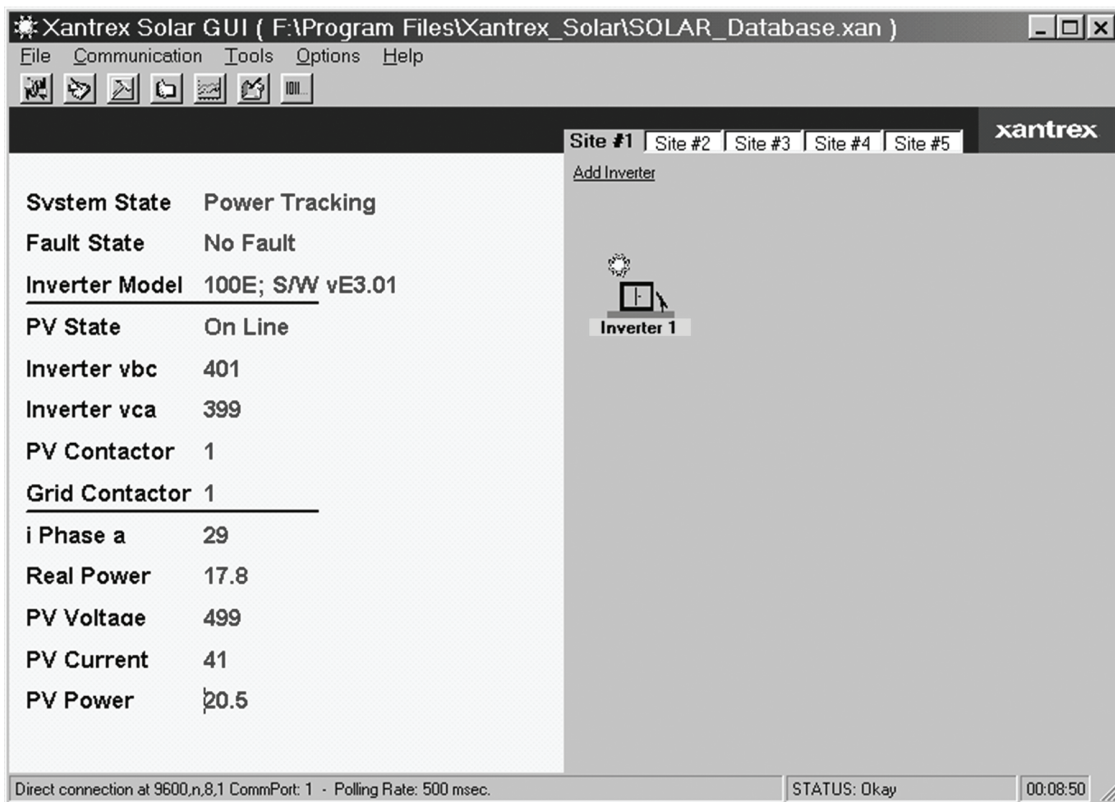 Xantrex Solar GUI ( F:\Program Files\Xantrex_Solar\SOLAR_Database.xan )
File Communication Tools Options Help
1011...
xantrex
Site #1 Site #2 Site #3 Site #4 Site #5
Add Inverter
System State Power Tracking
Fault State No Fault
Inverter Model 100E; S/W vE3.01
PV State On Line
Inverter vbc 401
Inverter vca 399
PV Contactor 1
Grid Contactor 1
i Phase a 29
Real Power 17.8
PV Voltage 499
PV Current 41
PV Power 20.5
Inverter 1
Direct connection at 9600,n,8,1 CommPort: 1 - Polling Rate: 500 msec.
STATUS: Okay
00:08:50